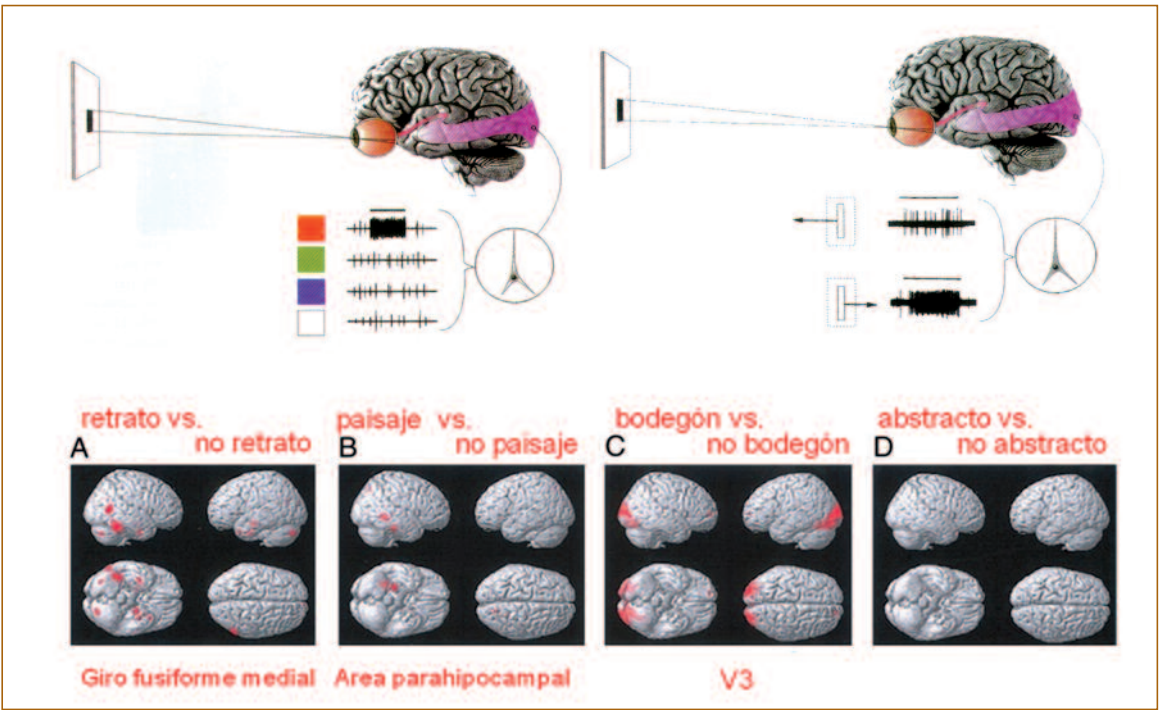 retrato vs.
A no retrato
paisaje vs.
B no paisaje
bodegón vs.
C no bodegón
abstracto vs.
D no abstracto
Giro fusiforme medial
Area parahipocampal
V3